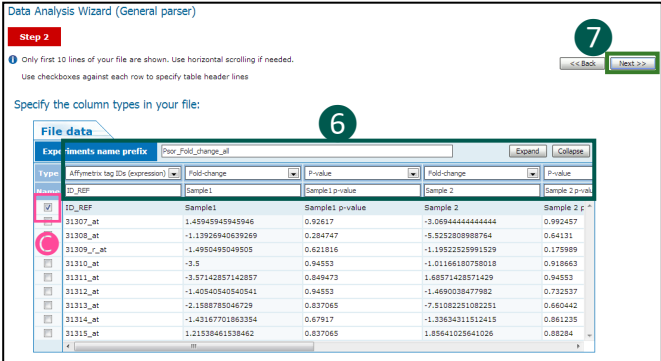 Data Analysis Wizard (General parser)
Step 2
7
Only first 10 lines of your file are shown. Use horizontal scrolling if needed.
<< Back Next >>
Use checkboxes against each row to specify table header lines
Specify the column types in your file:
6
File data
Experiments name prefix Psor_Fold_change_all Expand Collapse
Type Affymetrix tag IDs (expression) Fold-change P-value Fold-change P-value
Name ID_REF Sample1 Sample1 p-value Sample 2 Sample 2 p-valu
ID_REF Sample1 Sample1 p-value Sample 2 Sample 2 p
31307_at 1.45945945945946 0.92617 -3.06944444444444 0.992457
C
31308_at -1.13926940639269 0.284747 -5.5252808988764 0.64131
31309_r_at -1.4950495049505 0.621816 -1.19522525991529 0.175989
31310_at -3.5 0.94553 -1.01166180758018 0.918663
31311_at -3.57142857142857 0.849473 1.68571428571429 0.94553
31312_at -1.40540540540541 0.94553 -1.4690038477982 0.732537
31313_at -2.1588785046729 0.837065 -7.51082251082251 0.660442
31314_at -1.43167701863354 0.67917 -1.33634311512415 0.861235
31315_at 1.21538461538462 0.837065 1.85641025641026 0.88284